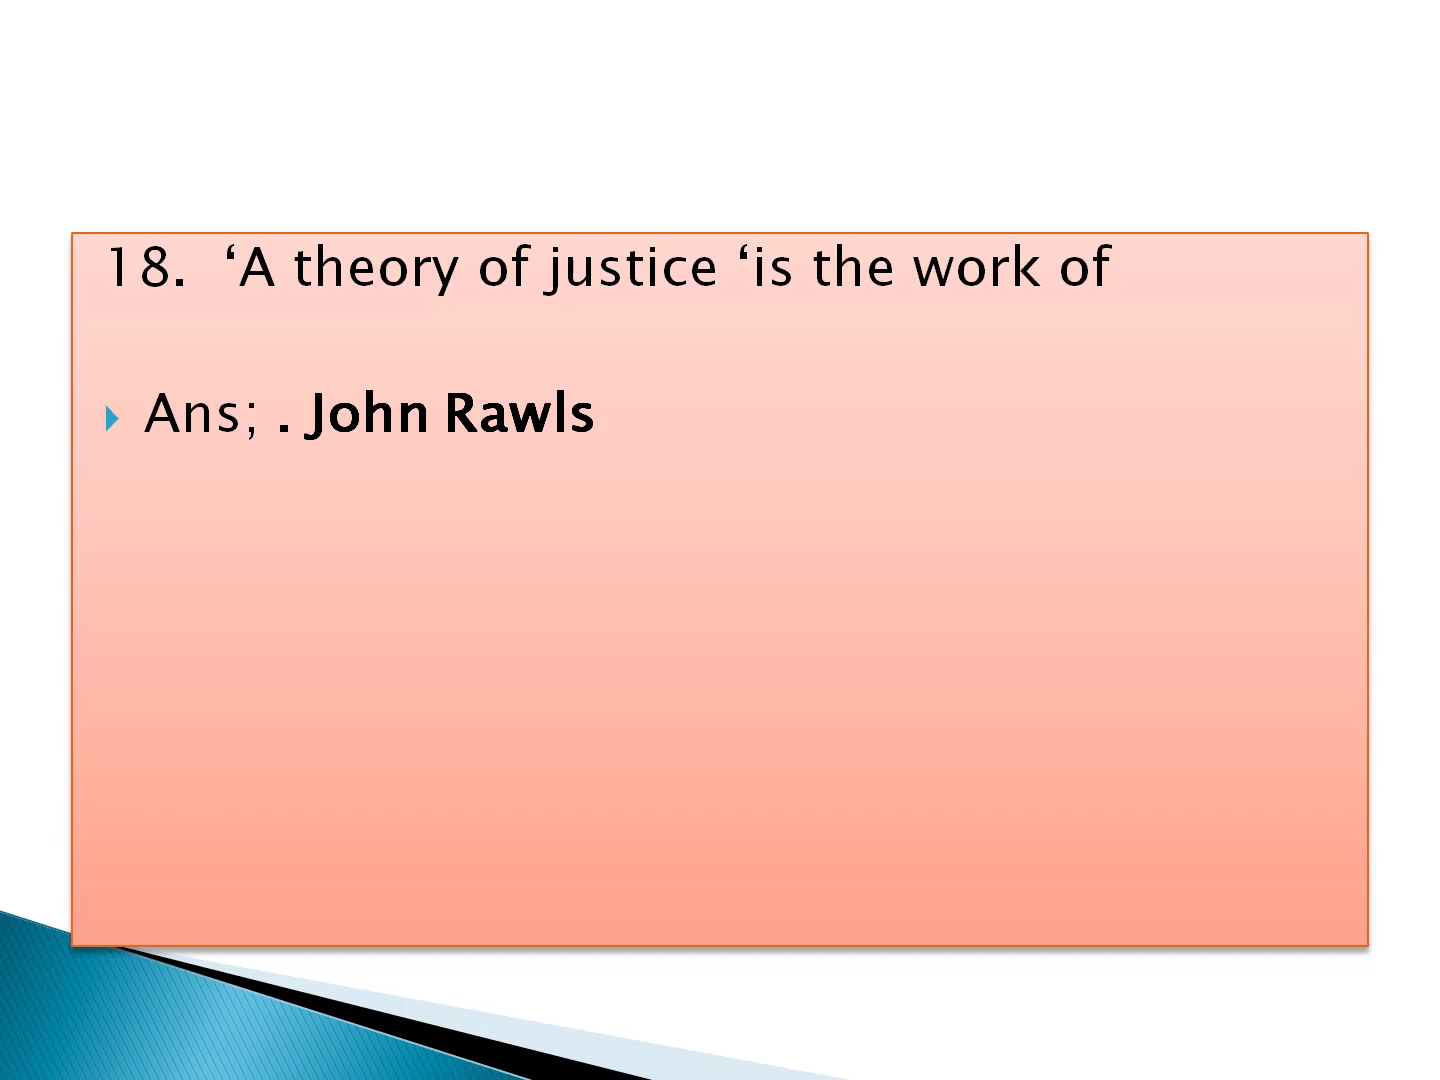 18. ‘A theory of justice ‘is the work of
Ans; . John Rawls